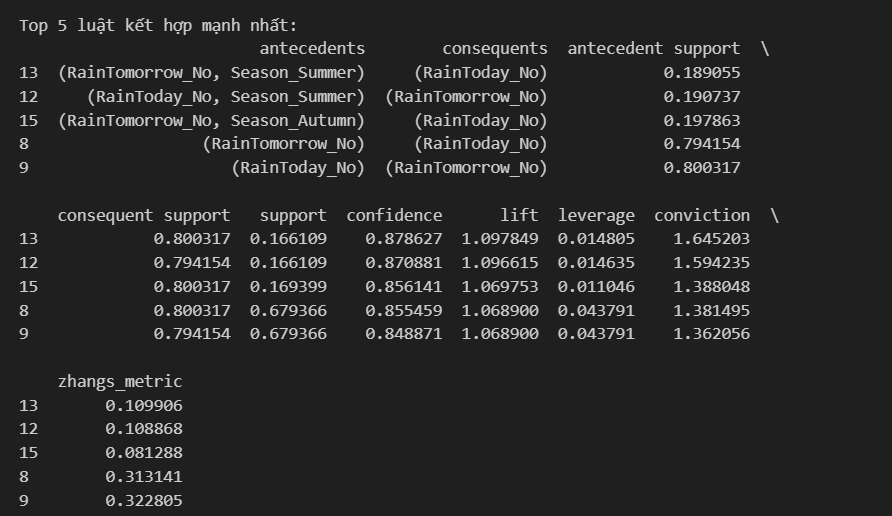 Top 5 luật kết hợp mạnh nhất:
antecedents consequents antecedent support \
13 (RainTomorrow_No, Season_Summer) (RainToday_No) 0.189055
12 (RainToday_No, Season_Summer) (RainTomorrow_No) 0.190737
15 (RainTomorrow_No, Season_Autumn) (RainToday_No) 0.197863
8 (RainTomorrow_No) (RainToday_No) 0.794154
9 (RainToday_No) (RainTomorrow_No) 0.800317
consequent support support confidence lift leverage conviction \
13 0.800317 0.166109 0.878627 1.097849 0.014805 1.645203
12 0.794154 0.166109 0.870881 1.096615 0.014635 1.594235
15 0.800317 0.169399 0.856141 1.069753 0.011046 1.388048
8 0.800317 0.679366 0.855459 1.068900 0.043791 1.381495
9 0.794154 0.679366 0.848871 1.068900 0.043791 1.362056
zhangs_metric
13 0.109906
12 0.108868
15 0.081288
8 0.313141
9 0.322805